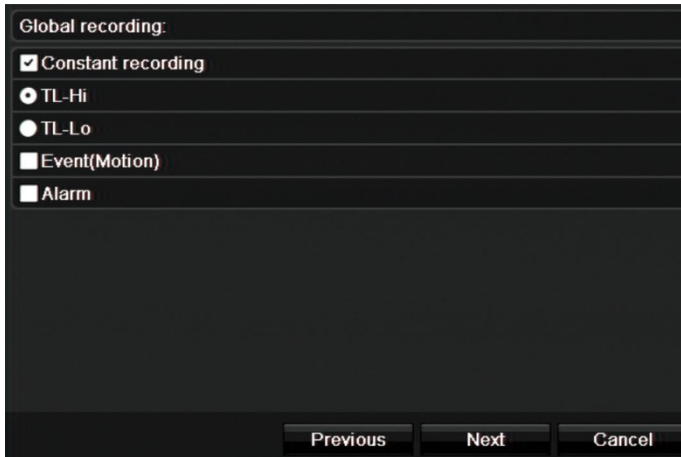 Global recording:
Constant recording
TL-Hi
TL-Lo
Event(Motion)
Alarm
Previous Next Cancel